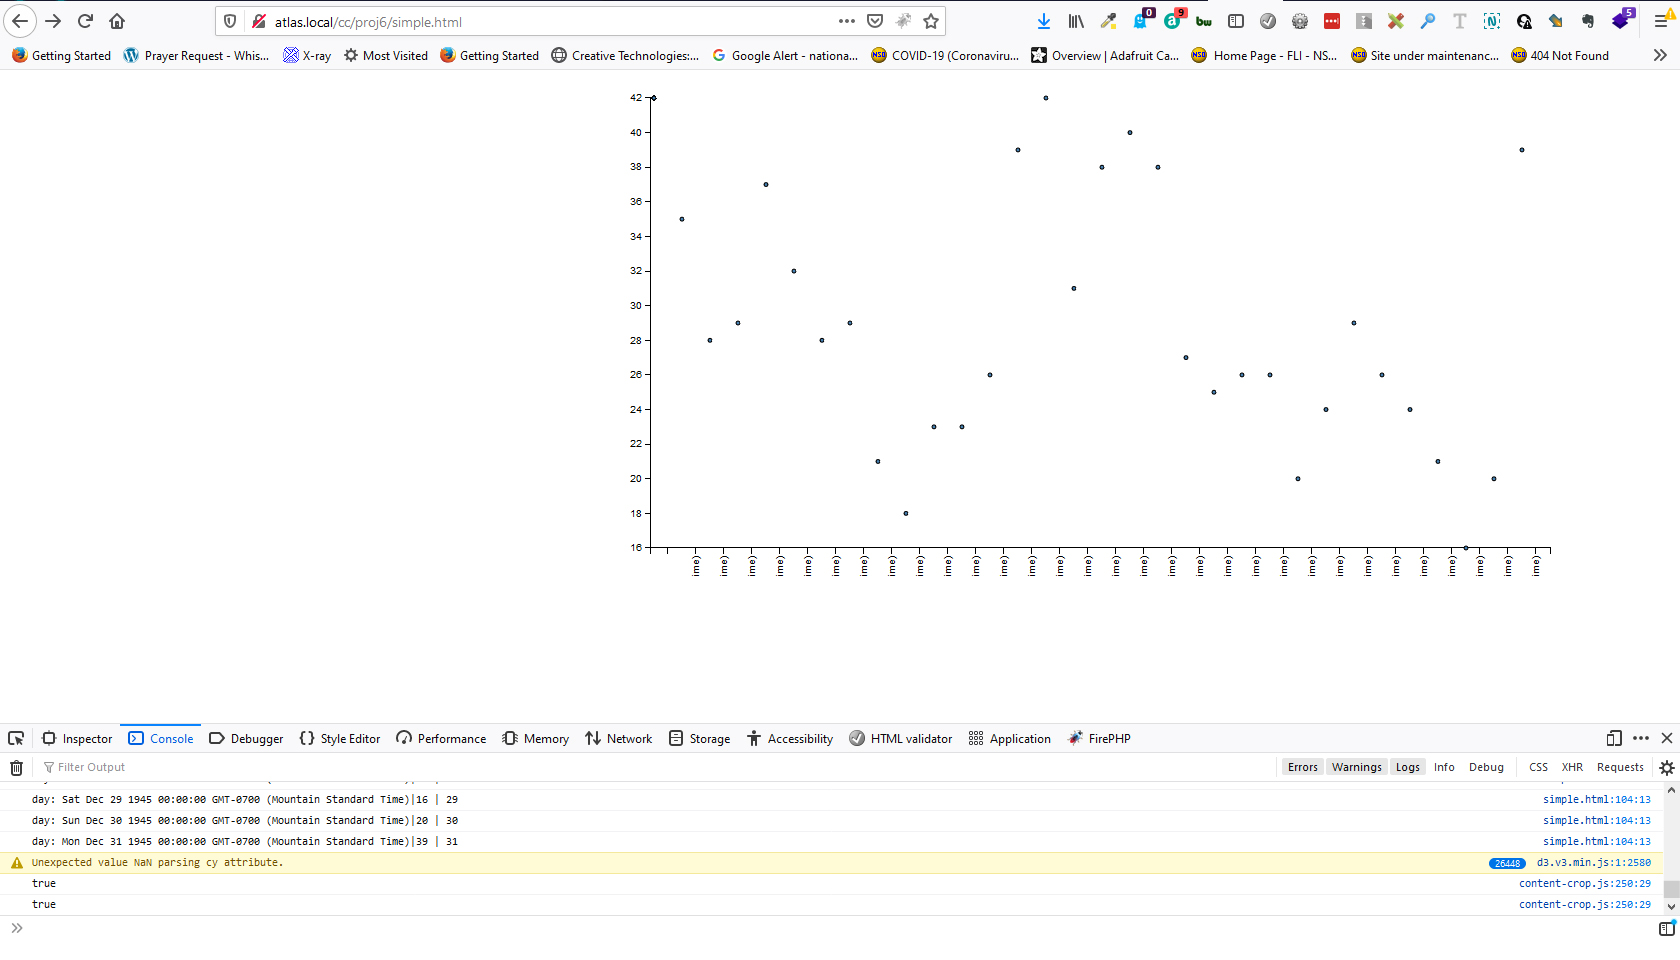 atlas.local/cc/proj6/simple.html
0
9
bw
5
Getting Started
Prayer Request - Whis...
X-ray
Most Visited
Getting Started
Creative Technologies:...
Google Alert - nationa...
COVID-19 (Coronaviru...
Overview | Adafruit Ca...
Home Page - FLI - NS...
Site under maintenanc...
404 Not Found
42
40
38
36
34
32
30
28
26
24
22
20
18
16
ime) ime) ime) ime) ime) ime) ime) ime) ime) ime) ime) ime) ime) ime) ime) ime) ime) ime) ime) ime) ime) ime) ime) ime) ime) ime) ime) ime) ime) ime) ime)
Inspector Console Debugger Style Editor Performance Memory Network Storage Accessibility HTML validator Application FirePHP
Filter Output Errors Warnings Logs Info Debug CSS XHR Requests
day: Sat Dec 29 1945 00:00:00 GMT-0700 (Mountain Standard Time)|16 | 29 simple.html:104:13
day: Sun Dec 30 1945 00:00:00 GMT-0700 (Mountain Standard Time)|20 | 30 simple.html:104:13
day: Mon Dec 31 1945 00:00:00 GMT-0700 (Mountain Standard Time)|39 | 31 simple.html:104:13
Unexpected value NaN parsing cy attribute. 26448 d3.v3.min.js:1:2580
true content-crop.js:250:29
true content-crop.js:250:29